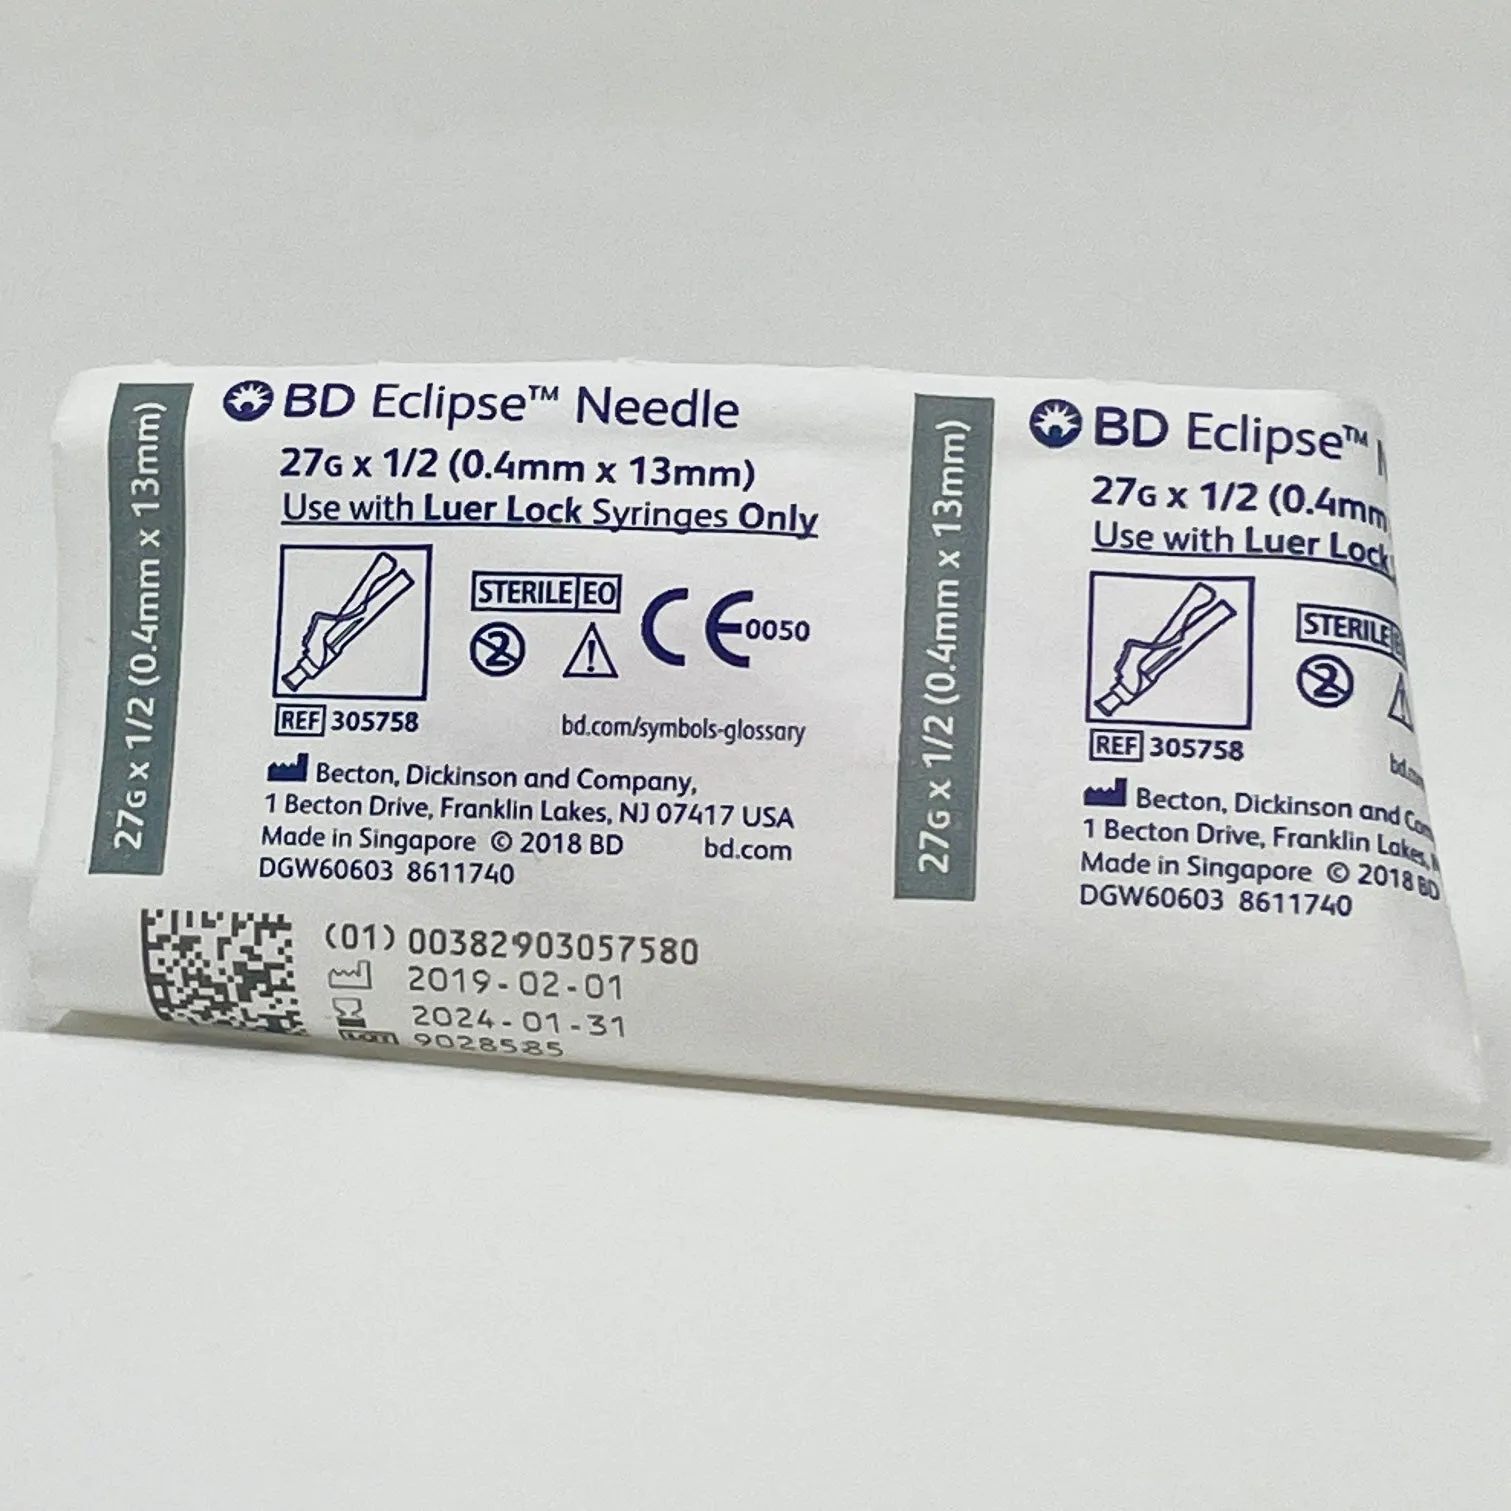 27G x 1/2 (0.4mm x 13mm)
BD Eclipse™ Needle
27G x 1/2 (0.4mm x 13mm)
Use with Luer Lock Syringes Only
STERILE EO
2
CE 0050
REF 305758
bd.com/symbols-glossary
Becton, Dickinson and Company,
1 Becton Drive, Franklin Lakes, NJ 07417 USA
Made in Singapore © 2018 BD bd.com
DGW60603 8611740
(01) 00382903057580
2019-02-01
2024-01-31
LOT 9028585
27G x 1/2 (0.4mm x 13mm)
BD Eclipse™
27G x 1/2 (0.4mm
Use with Luer Lock
STERILE
2
REF 305758
Becton, Dickinson and
1 Becton Drive, Franklin Lakes,
Made in Singapore © 2018 BD
DGW60603 8611740